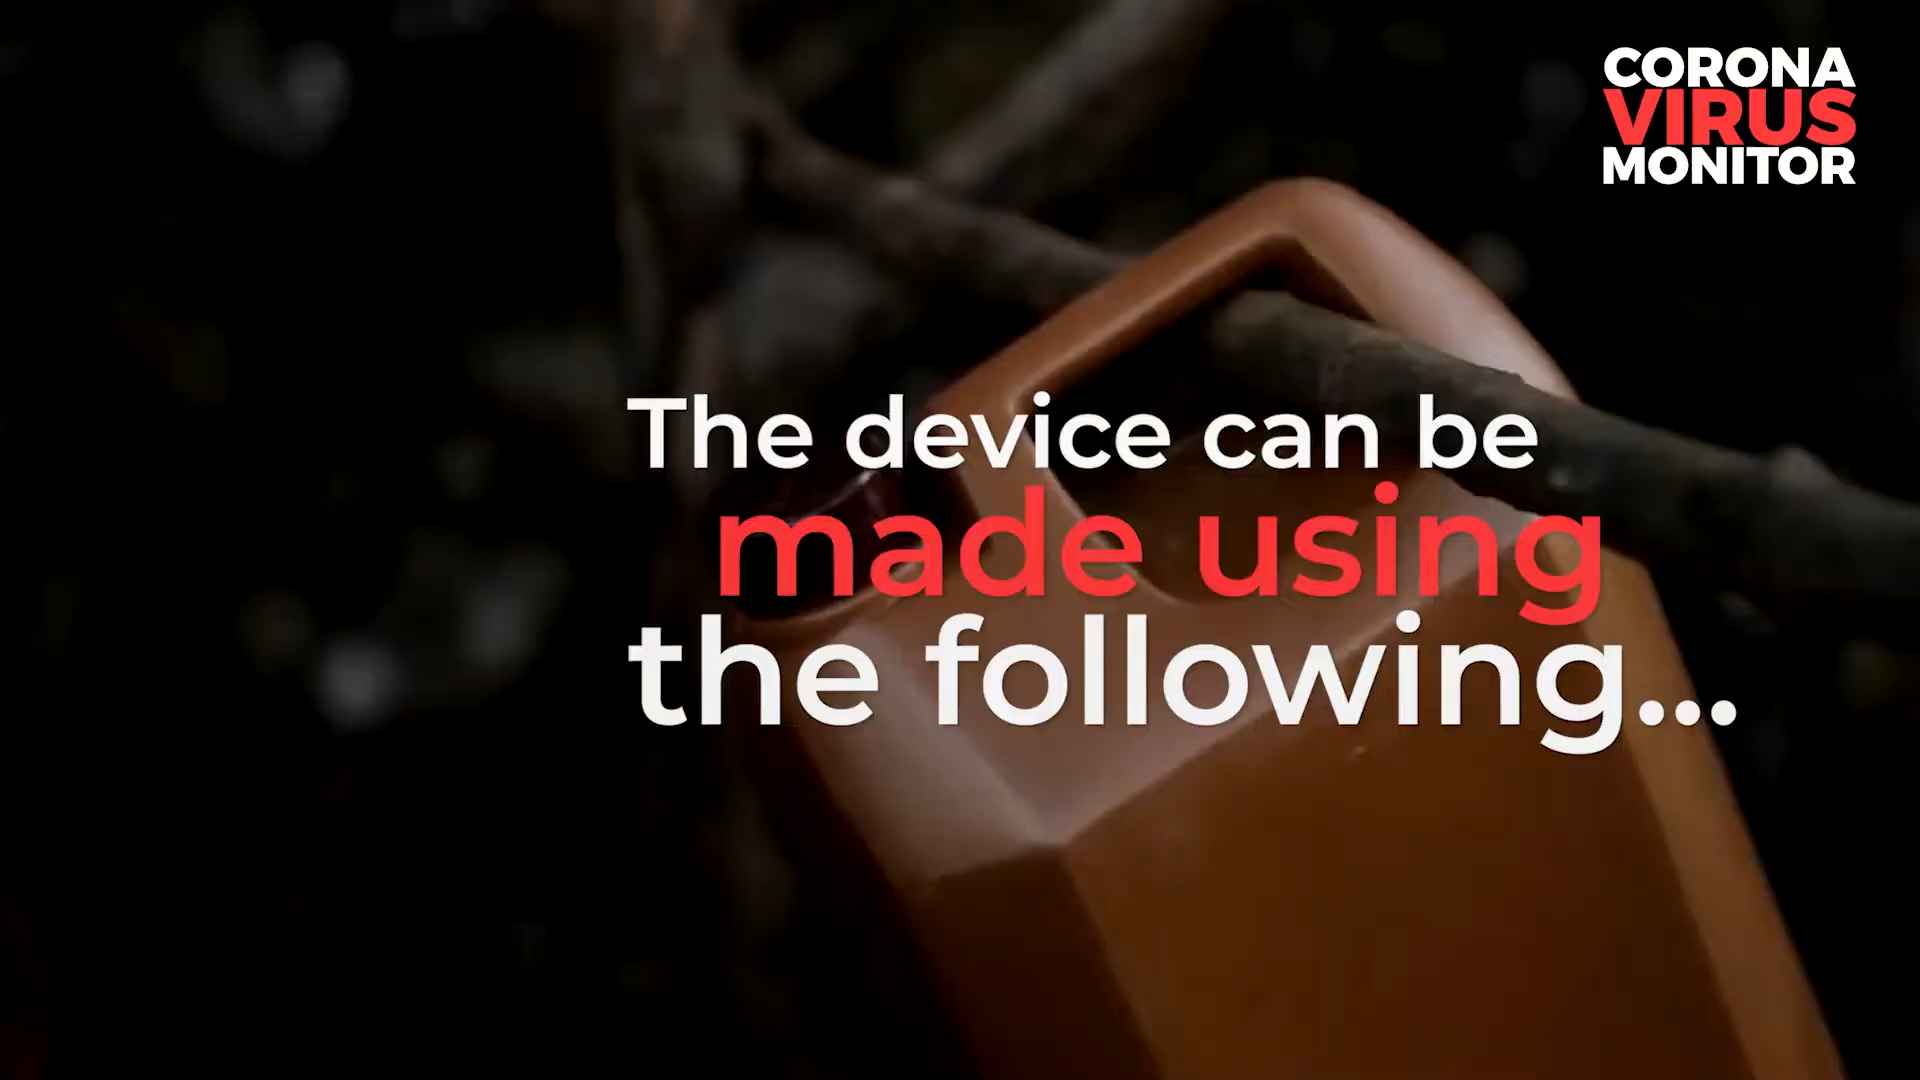 CORONA
VIRUS
MONITOR
The device can be
made using
the following...